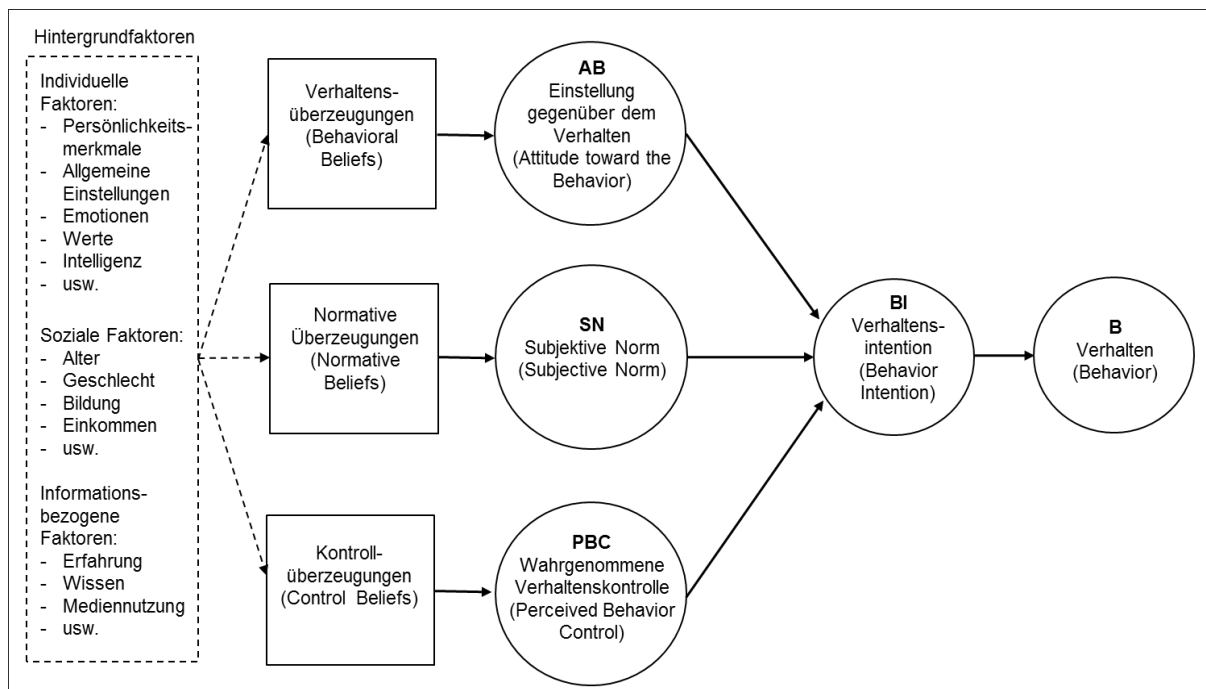 Hintergrundfaktoren
Individuelle
Faktoren:
- Persönlichkeits-
merkmale
- Allgemeine
Einstellungen
- Emotionen
- Werte
- Intelligenz
- usw.
Soziale Faktoren:
- Alter
- Geschlecht
- Bildung
- Einkommen
- usw.
Informations-
bezogene
Faktoren:
- Erfahrung
- Wissen
- Mediennutzung
- usw.
Verhaltens-
überzeugungen
(Behavioral
Beliefs)
Normative
Überzeugungen
(Normative
Beliefs)
Kontroll-
überzeugungen
(Control Beliefs)
AB
Einstellung
gegenüber dem
Verhalten
(Attitude toward the
Behavior)
SN
Subjektive Norm
(Subjective Norm)
PBC
Wahrgenommene
Verhaltenskontrolle
(Perceived Behavior
Control)
BI
Verhaltens-
intention
(Behavior
Intention)
B
Verhalten
(Behavior)